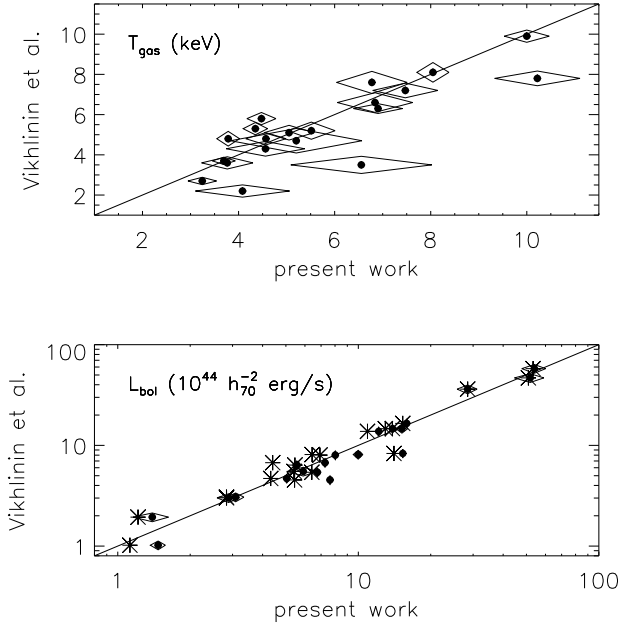 T_gas (keV)
Vikhlinin et al.
10
8
6
4
2
2 4 6 8 10
present work
L_bol (10^44 h_70^-2 erg/s)
Vikhlinin et al.
100
10
1
1 10 100
present work